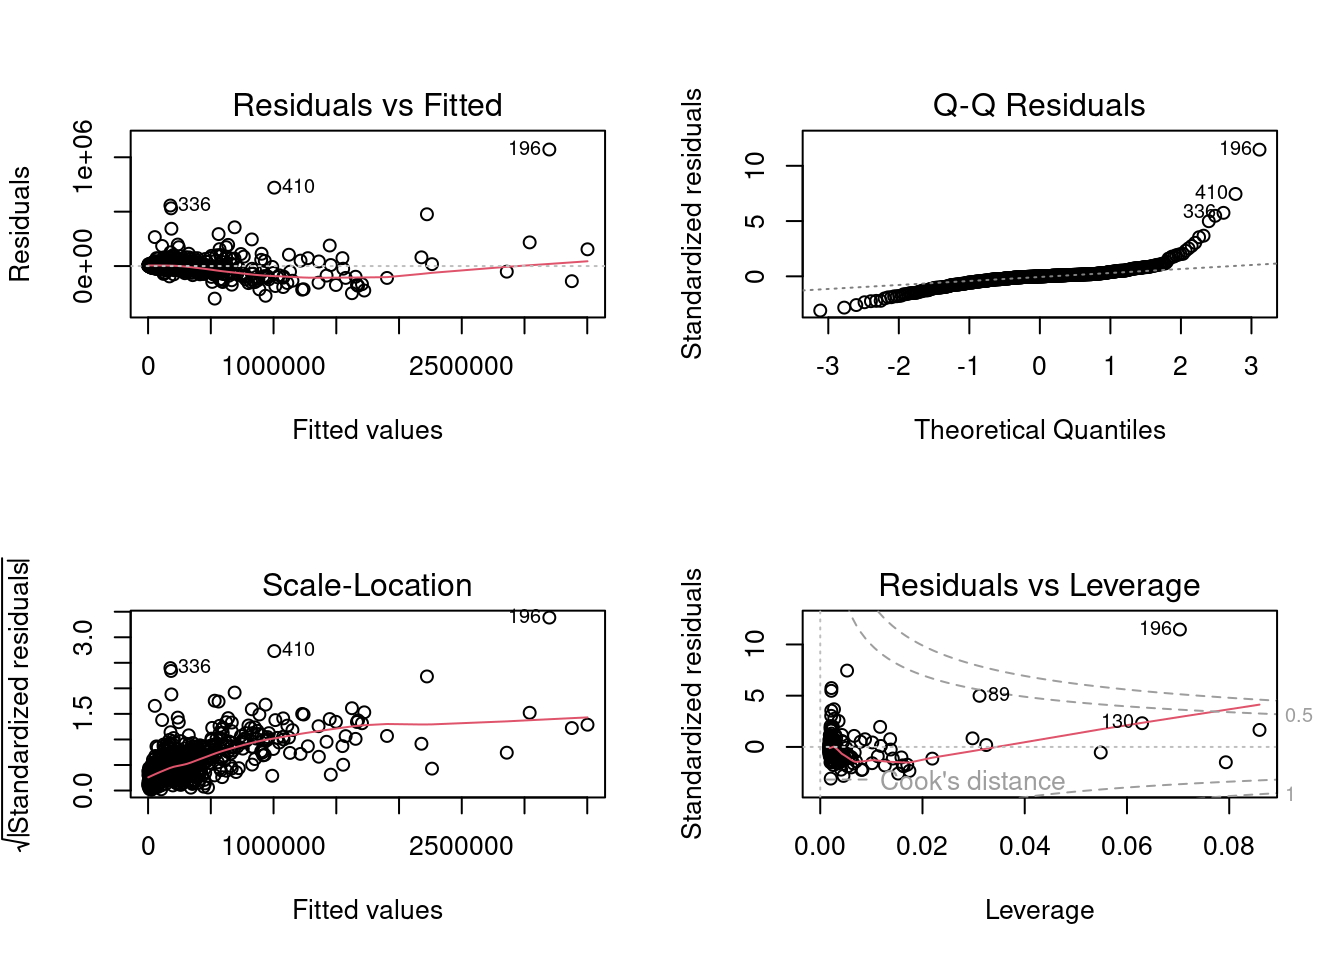 Residuals vs Fitted
Residuals
1e+06
0e+00
196
410
336
0
1000000
2500000
Fitted values
Q-Q Residuals
Standardized residuals
10
5
0
196
410
336
-3
-2
-1
0
1
2
3
Theoretical Quantiles
Scale-Location
√|Standardized residuals|
3.0
1.5
0.0
196
410
336
0
1000000
2500000
Fitted values
Residuals vs Leverage
Standardized residuals
10
5
0
196
89
130
Cook's distance
0.5
1
0.00
0.02
0.04
0.06
0.08
Leverage